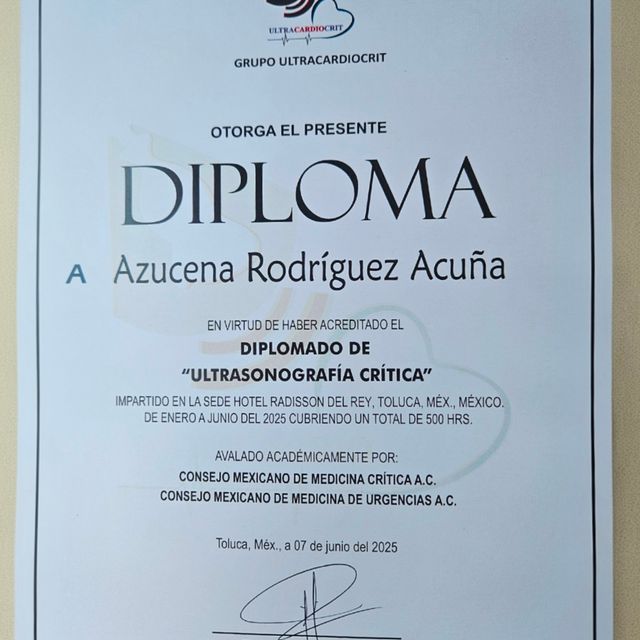 ULTRACARDIOCRIT
GRUPO ULTRACARDIOCRIT
OTORGA EL PRESENTE
DIPLOMA
A Azucena Rodríguez Acuña
EN VIRTUD DE HABER ACREDITADO EL
DIPLOMADO DE
“ULTRASONOGRAFÍA CRÍTICA”
IMPARTIDO EN LA SEDE HOTEL RADISSON DEL REY, TOLUCA, MÉX., MÉXICO.
DE ENERO A JUNIO DEL 2025 CUBRIENDO UN TOTAL DE 500 HRS.
AVALADO ACADÉMICAMENTE POR:
CONSEJO MEXICANO DE MEDICINA CRÍTICA A.C.
CONSEJO MEXICANO DE MEDICINA DE URGENCIAS A.C.
Toluca, Méx., a 07 de junio del 2025